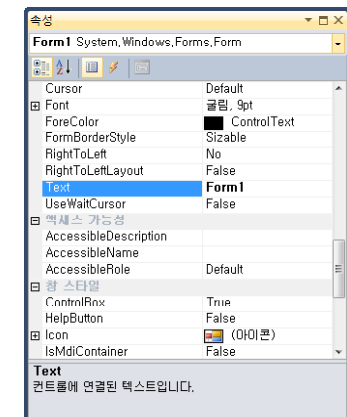 속성
Form1 System.Windows.Forms.Form
Cursor Default
Font 굴림, 9pt
ForeColor ControlText
FormBorderStyle Sizable
RightToLeft No
RightToLeftLayout False
Text Form1
UseWaitCursor False
액세스 가능성
AccessibleDescription
AccessibleName
AccessibleRole Default
창 스타일
ControlBox True
HelpButton False
Icon (아이콘)
IsMdiContainer False
Text
컨트롤에 연결된 텍스트입니다.